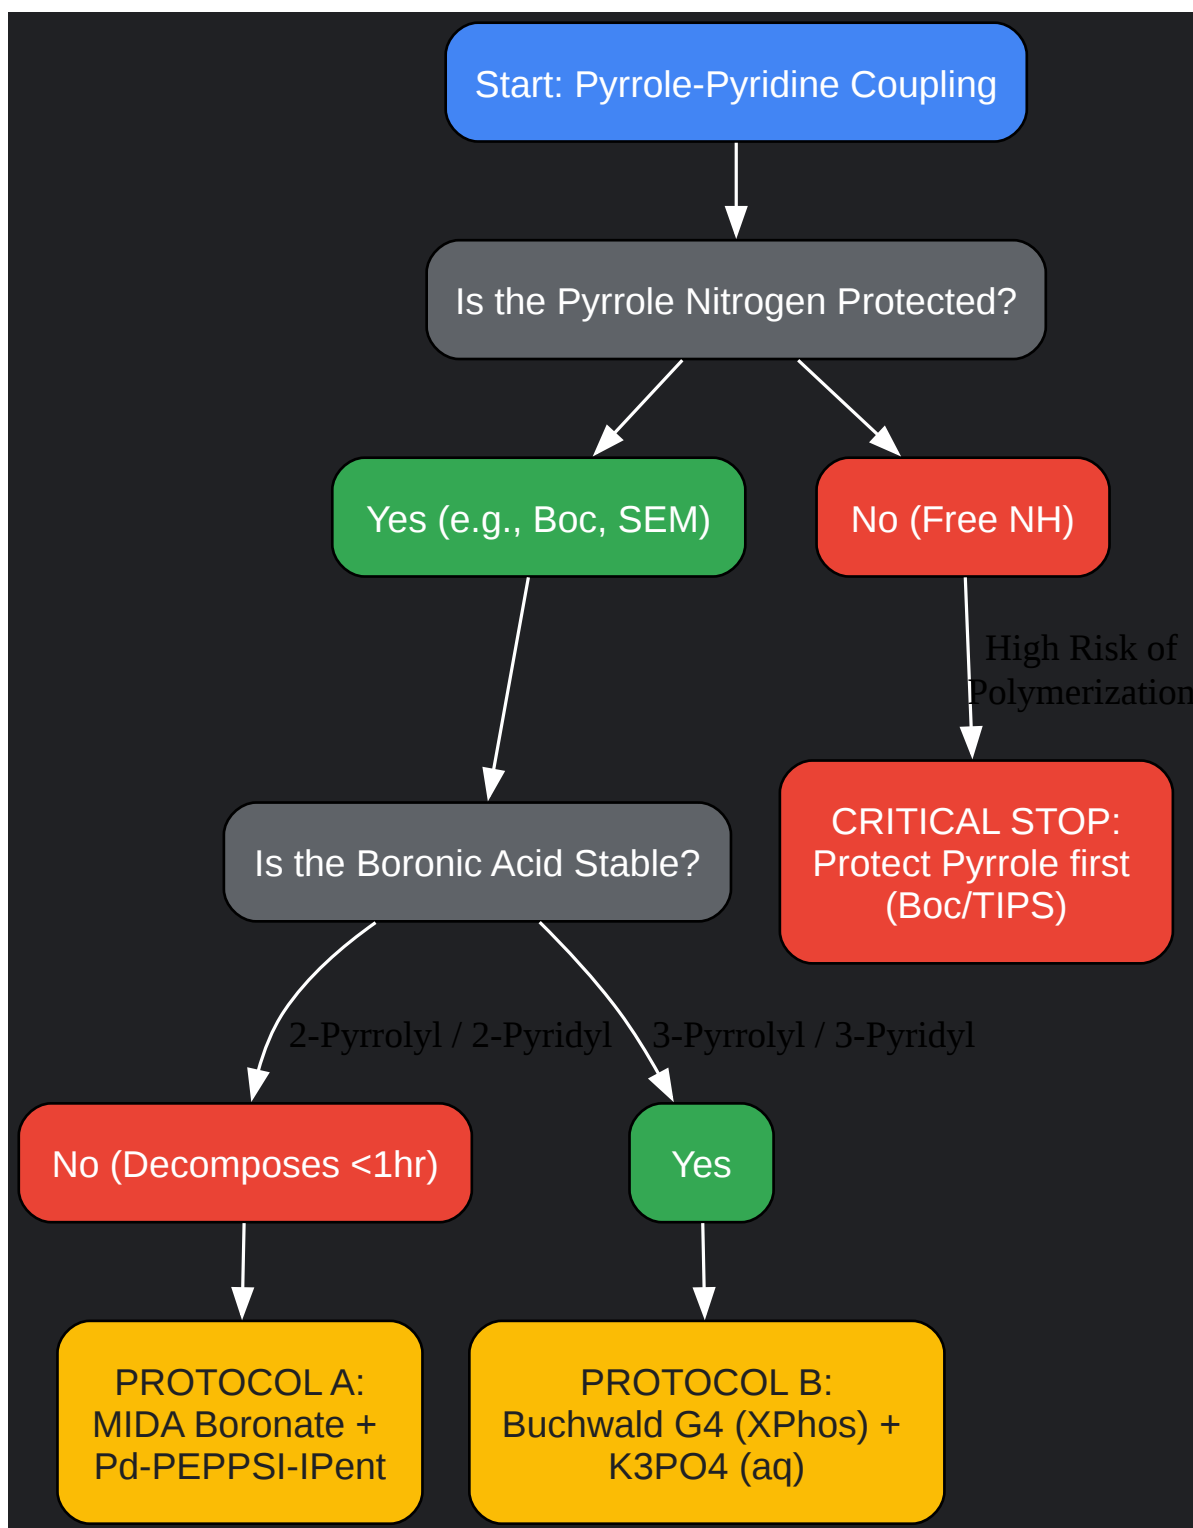 Start: Pyrrole-Pyridine Coupling
Is the Pyrrole Nitrogen Protected?
Yes (e.g., Boc, SEM)
No (Free NH)
High Risk of
Polymerization
CRITICAL STOP:
Protect Pyrrole first
(Boc/TIPS)
Is the Boronic Acid Stable?
2-Pyrrolyl / 2-Pyridyl
3-Pyrrolyl / 3-Pyridyl
No (Decomposes <1hr)
Yes
PROTOCOL A:
MIDA Boronate +
Pd-PEPPSI-IPent
PROTOCOL B:
Buchwald G4 (XPhos) +
K3PO4 (aq)